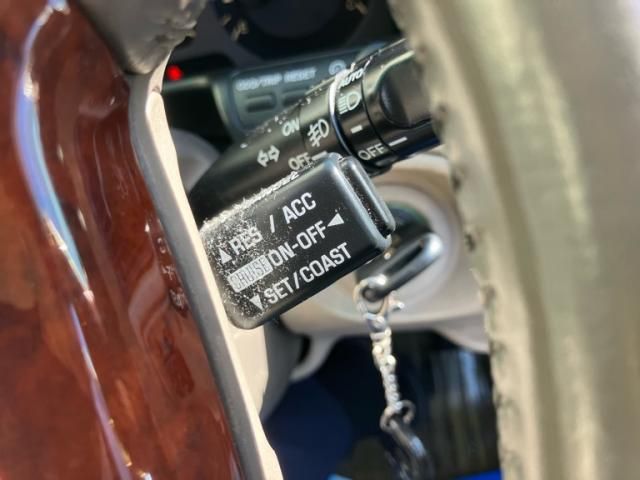 ODO/TRIP RESET
AUTO
ON
OFF
OFF
▲RES / ACC
CRUISE ON-OFF◀
▼SET/COAST